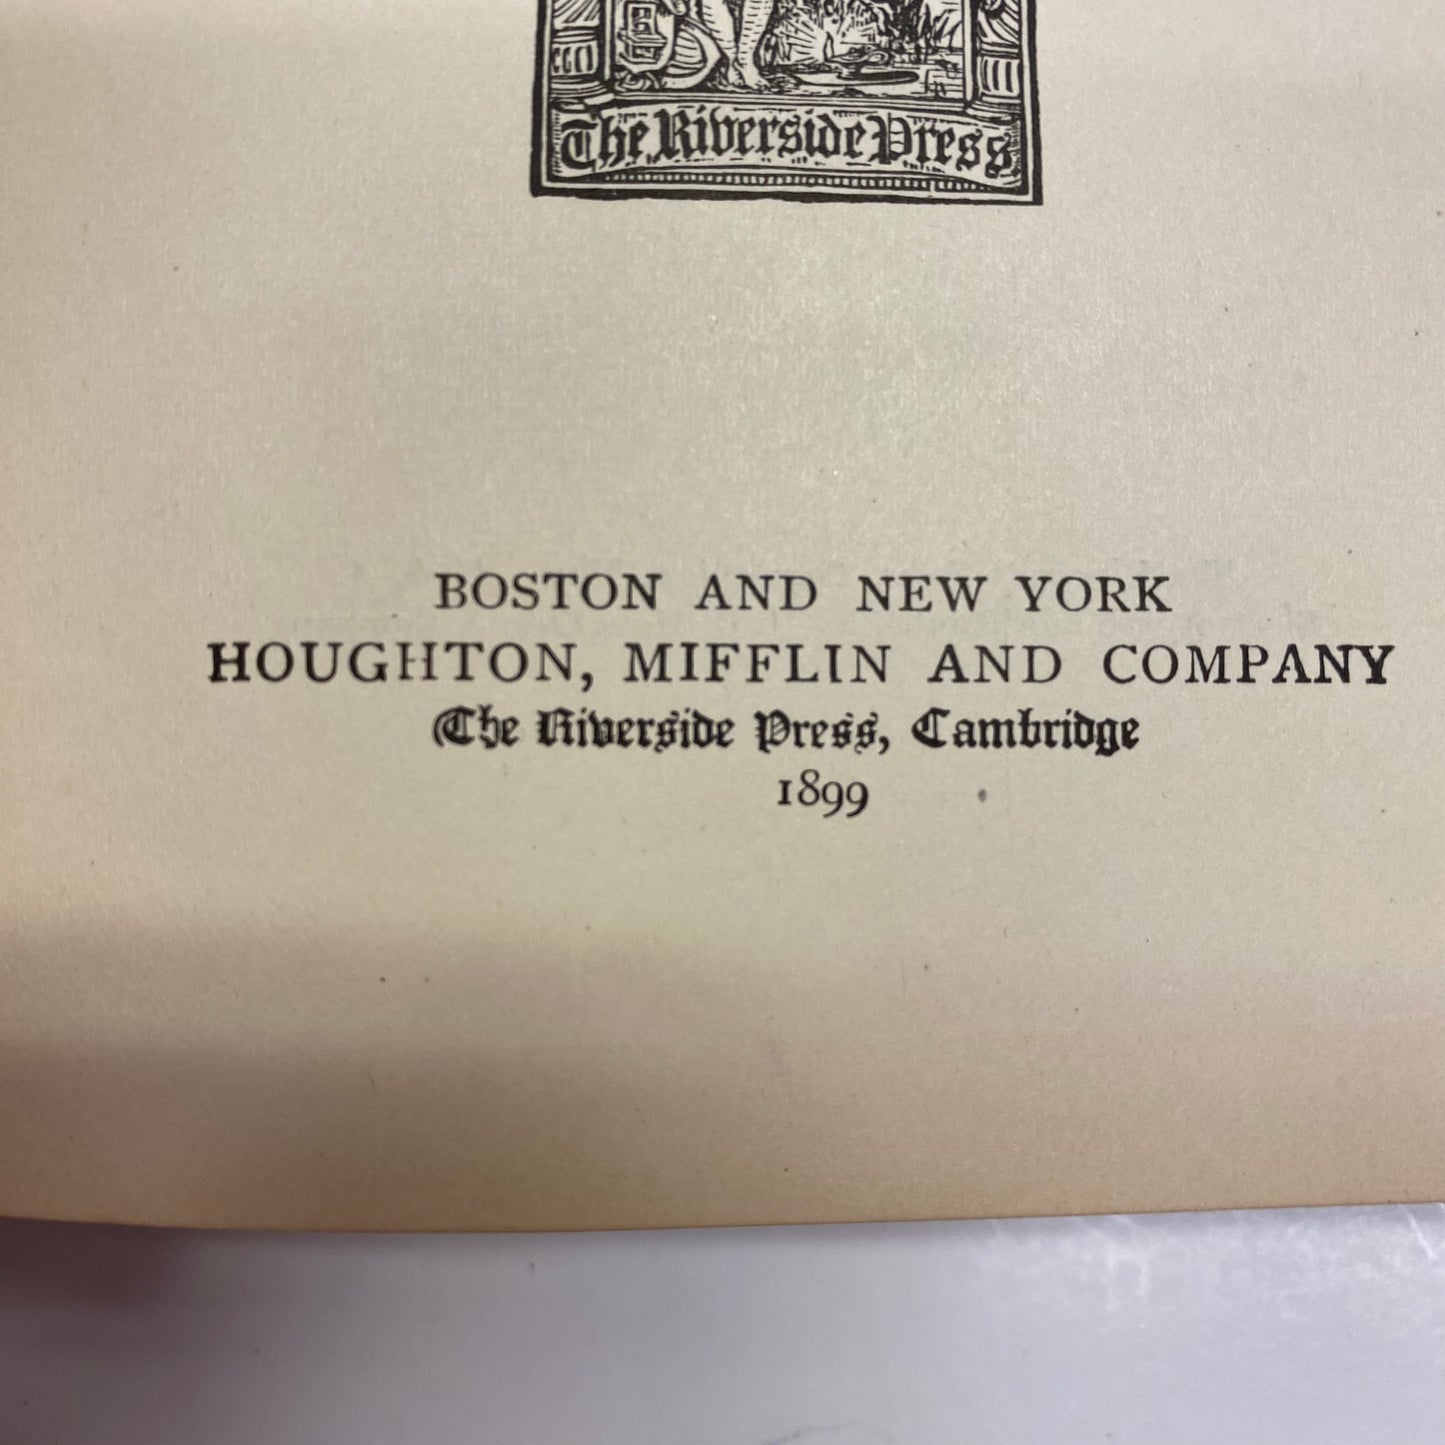 The Riverside Press
BOSTON AND NEW YORK
HOUGHTON, MIFFLIN AND COMPANY
The Riverside Press, Cambridge
1899